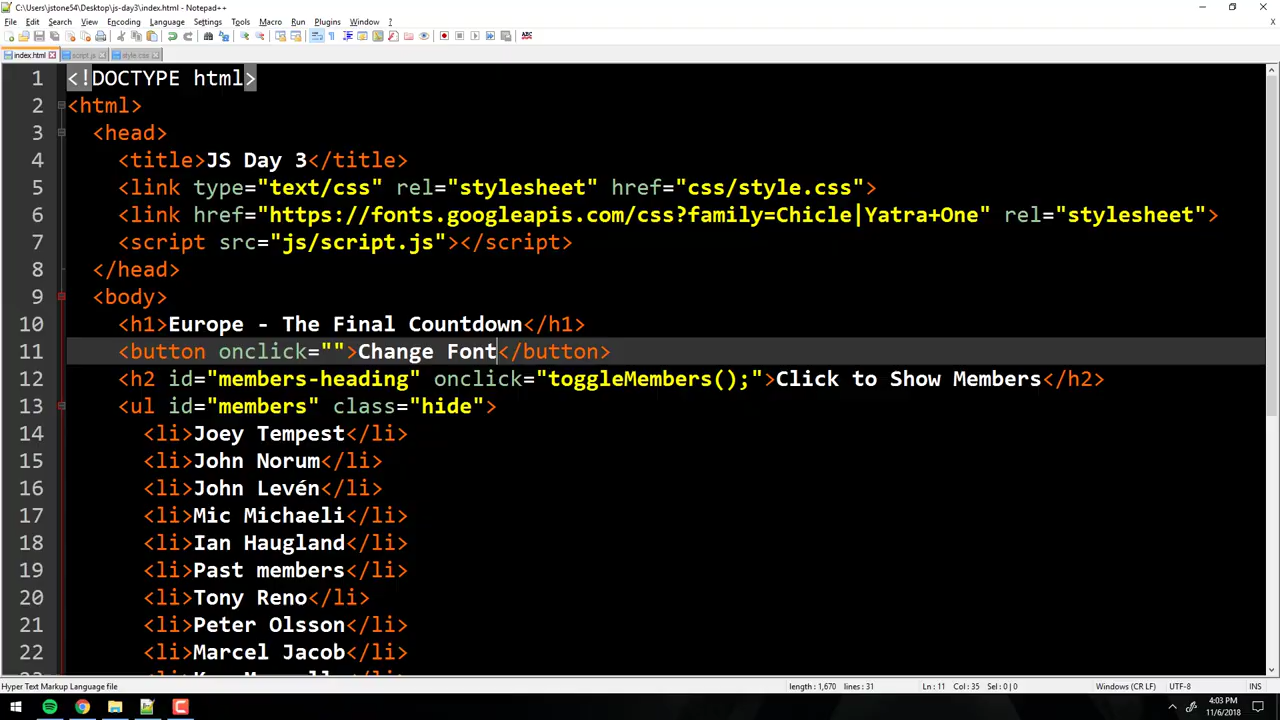 C:\Users\jstone54\Desktop\js-day3\index.html - Notepad++
File Edit Search View Encoding Language Settings Tools Macro Run Plugins Window ?
index.html script.js style.css
1 <!DOCTYPE html>
2 <html>
3 <head>
4 <title>JS Day 3</title>
5 <link type="text/css" rel="stylesheet" href="css/style.css">
6 <link href="https://fonts.googleapis.com/css?family=Chicle|Yatra+One" rel="stylesheet">
7 <script src="js/script.js"></script>
8 </head>
9 <body>
10 <h1>Europe - The Final Countdown</h1>
11 <button onclick="">Change Font</button>
12 <h2 id="members-heading" onclick="toggleMembers();">Click to Show Members</h2>
13 <ul id="members" class="hide">
14 <li>Joey Tempest</li>
15 <li>John Norum</li>
16 <li>John Levén</li>
17 <li>Mic Michaeli</li>
18 <li>Ian Haugland</li>
19 <li>Past members</li>
20 <li>Tony Reno</li>
21 <li>Peter Olsson</li>
22 <li>Marcel Jacob</li>
Hyper Text Markup Language file length : 1,670 lines : 31 Ln : 11 Col : 35 Sel : 0 | 0 Windows (CR LF) UTF-8 INS
4:03 PM
11/6/2018